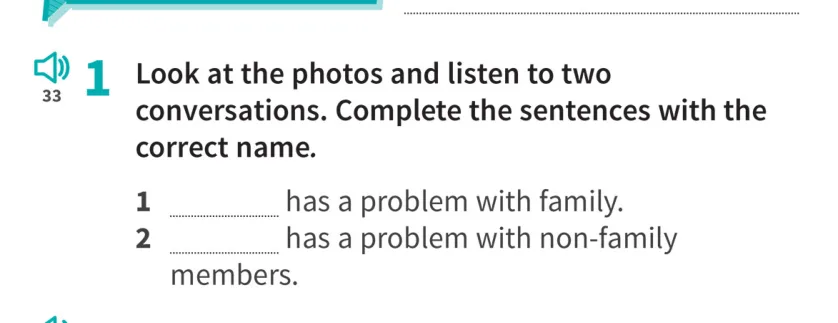 33
1 Look at the photos and listen to two
conversations. Complete the sentences with the
correct name.
1 has a problem with family.
2 has a problem with non-family
members.